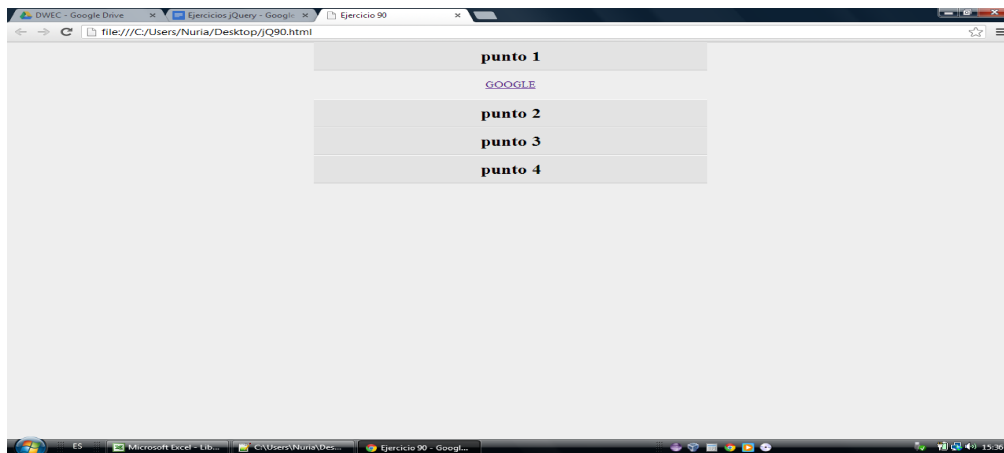 DWEC - Google Drive
Ejercicios jQuery - Google
Ejercicio 90
file:///C:/Users/Nuria/Desktop/jQ90.html
punto 1
GOOGLE
punto 2
punto 3
punto 4
ES
Microsoft Excel - Lib...
C:\Users\Nuria\Des...
Ejercicio 90 - Googl...
15:36